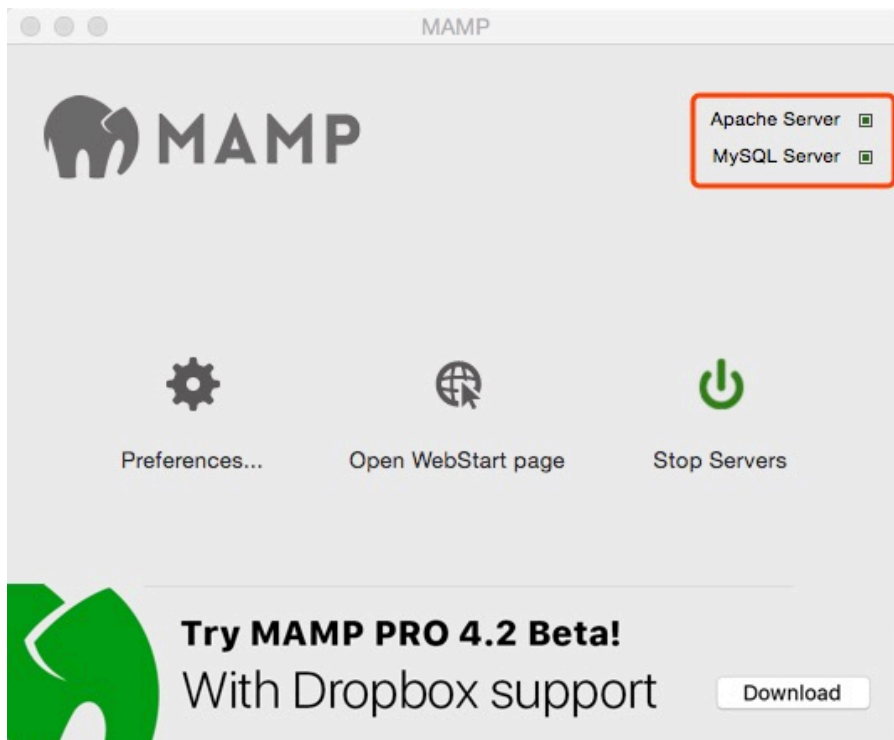 MAMP
MAMP
Apache Server
MySQL Server
Preferences...
Open WebStart page
Stop Servers
Try MAMP PRO 4.2 Beta!
With Dropbox support
Download